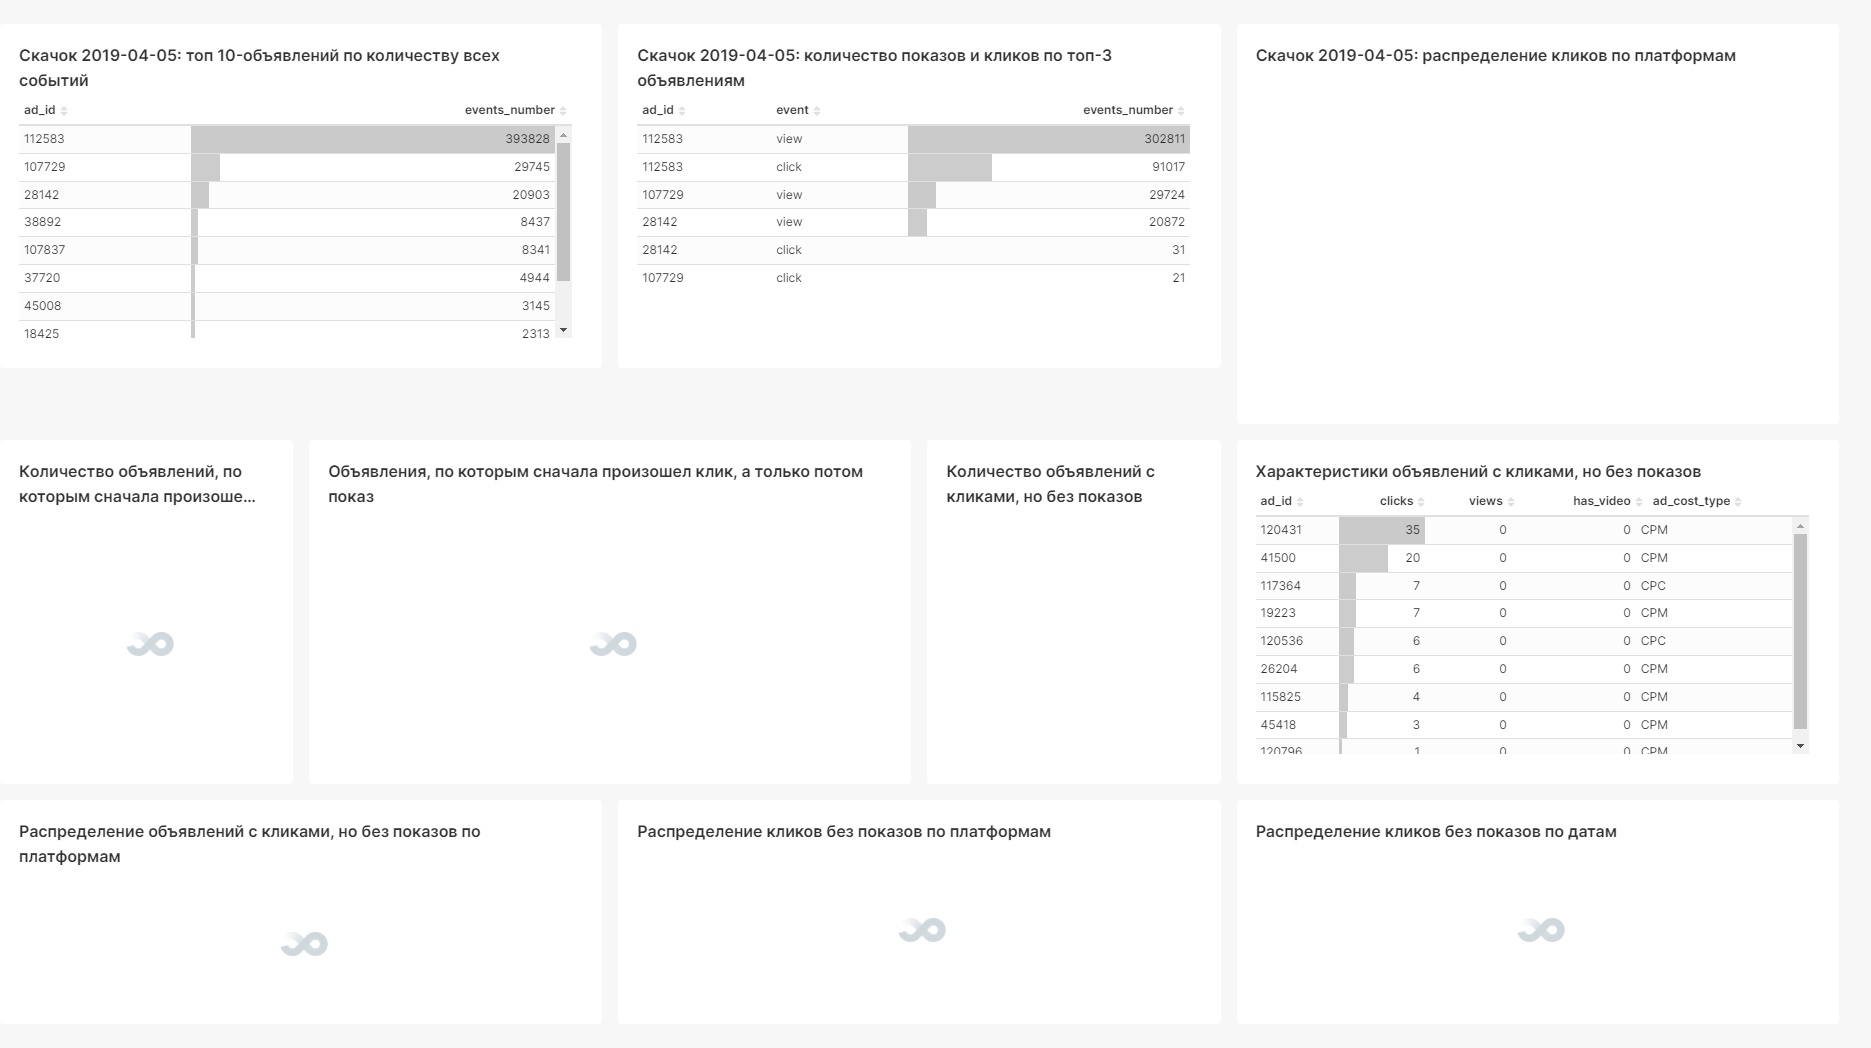 Скачок 2019-04-05: топ 10-объявлений по количеству всех
событий
ad_id events_number
112583 393828
107729 29745
28142 20903
38892 8437
107837 8341
37720 4944
45008 3145
18425 2313
Скачок 2019-04-05: количество показов и кликов по топ-3
объявлениям
ad_id event events_number
112583 view 302811
112583 click 91017
107729 view 29724
28142 view 20872
28142 click 31
107729 click 21
Скачок 2019-04-05: распределение кликов по платформам
Количество объявлений, по
которым сначала произоше...
Объявления, по которым сначала произошел клик, а только потом
показ
Количество объявлений с
кликами, но без показов
Характеристики объявлений с кликами, но без показов
ad_id clicks views has_video ad_cost_type
120431 35 0 0 CPM
41500 20 0 0 CPM
117364 7 0 0 CPC
19223 7 0 0 CPM
120536 6 0 0 CPC
26204 6 0 0 CPM
115825 4 0 0 CPM
45418 3 0 0 CPM
120796 1 0 0 CPM
Распределение объявлений с кликами, но без показов по
платформам
Распределение кликов без показов по платформам
Распределение кликов без показов по датам